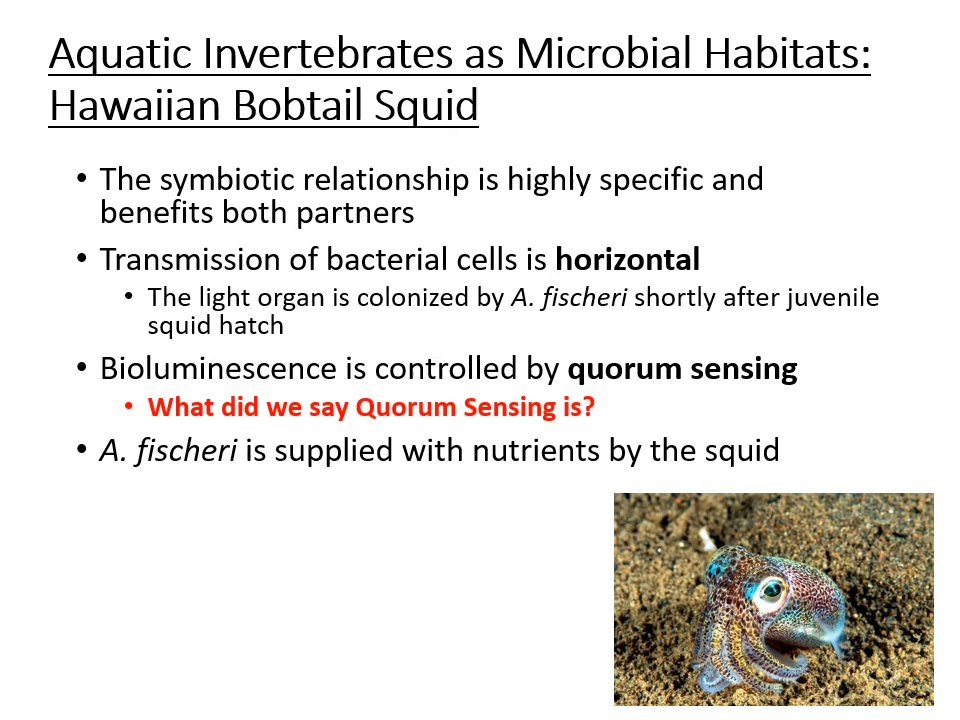 Aquatic Invertebrates as Microbial Habitats:
Hawaiian Bobtail Squid
• The symbiotic relationship is highly specific and
benefits both partners
• Transmission of bacterial cells is horizontal
• The light organ is colonized by A. fischeri shortly after juvenile
squid hatch
• Bioluminescence is controlled by quorum sensing
• What did we say Quorum Sensing is?
• A. fischeri is supplied with nutrients by the squid